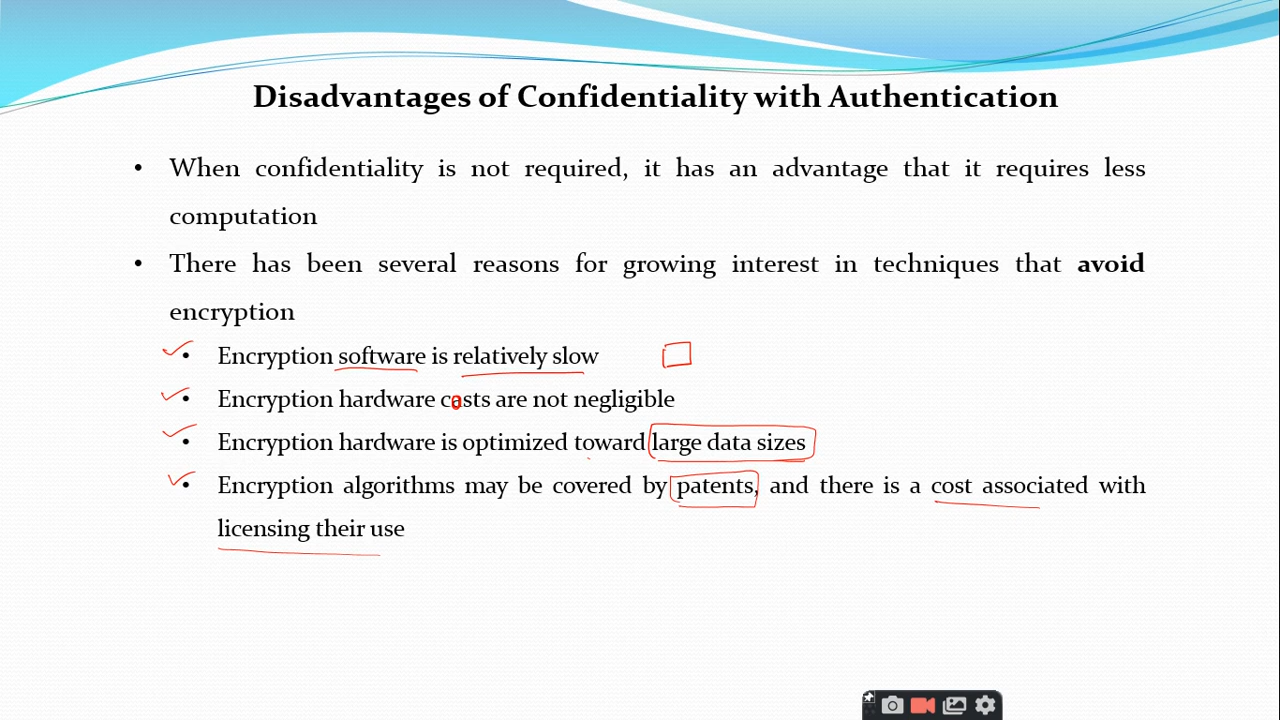 Disadvantages of Confidentiality with Authentication
• When confidentiality is not required, it has an advantage that it requires less
computation
• There has been several reasons for growing interest in techniques that avoid
encryption
• Encryption software is relatively slow
• Encryption hardware costs are not negligible
• Encryption hardware is optimized toward large data sizes
• Encryption algorithms may be covered by patents, and there is a cost associated with
licensing their use